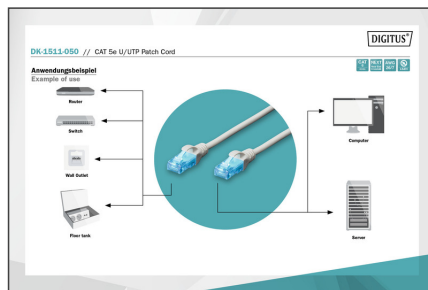 DIGITUS®
DK-1511-050 // CAT 5e U/UTP Patch Cord
Anwendungsbeispiel
Example of use
Router
Switch
Wall Outlet
Floor tank
Computer
Server